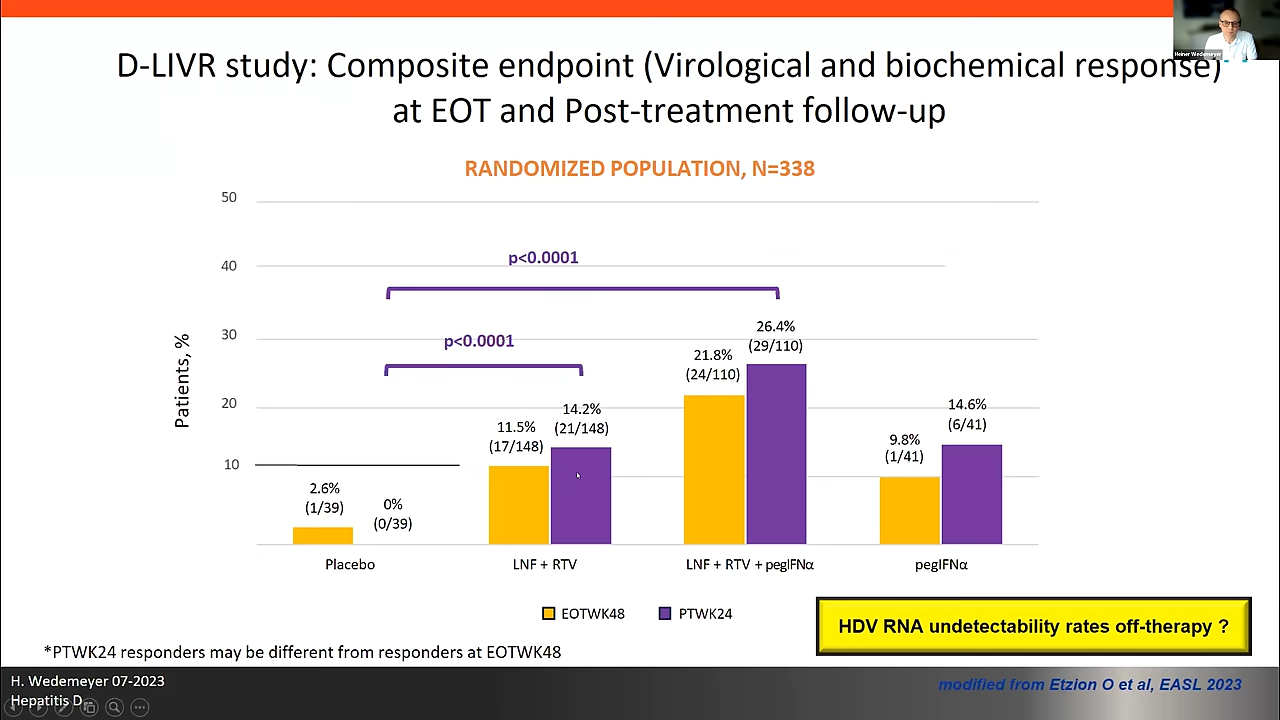 Heiner Wedemeyer
D-LIVR study: Composite endpoint (Virological and biochemical response)
at EOT and Post-treatment follow-up
RANDOMIZED POPULATION, N=338
Patients, %
50
40
30
20
10
p<0.0001
p<0.0001
2.6%
(1/39)
0%
(0/39)
11.5%
(17/148)
14.2%
(21/148)
21.8%
(24/110)
26.4%
(29/110)
9.8%
(1/41)
14.6%
(6/41)
Placebo
LNF + RTV
LNF + RTV + pegIFNα
pegIFNα
EOTWK48
PTWK24
HDV RNA undetectability rates off-therapy ?
*PTWK24 responders may be different from responders at EOTWK48
H. Wedemeyer 07-2023
Hepatitis D
modified from Etzion O et al, EASL 2023